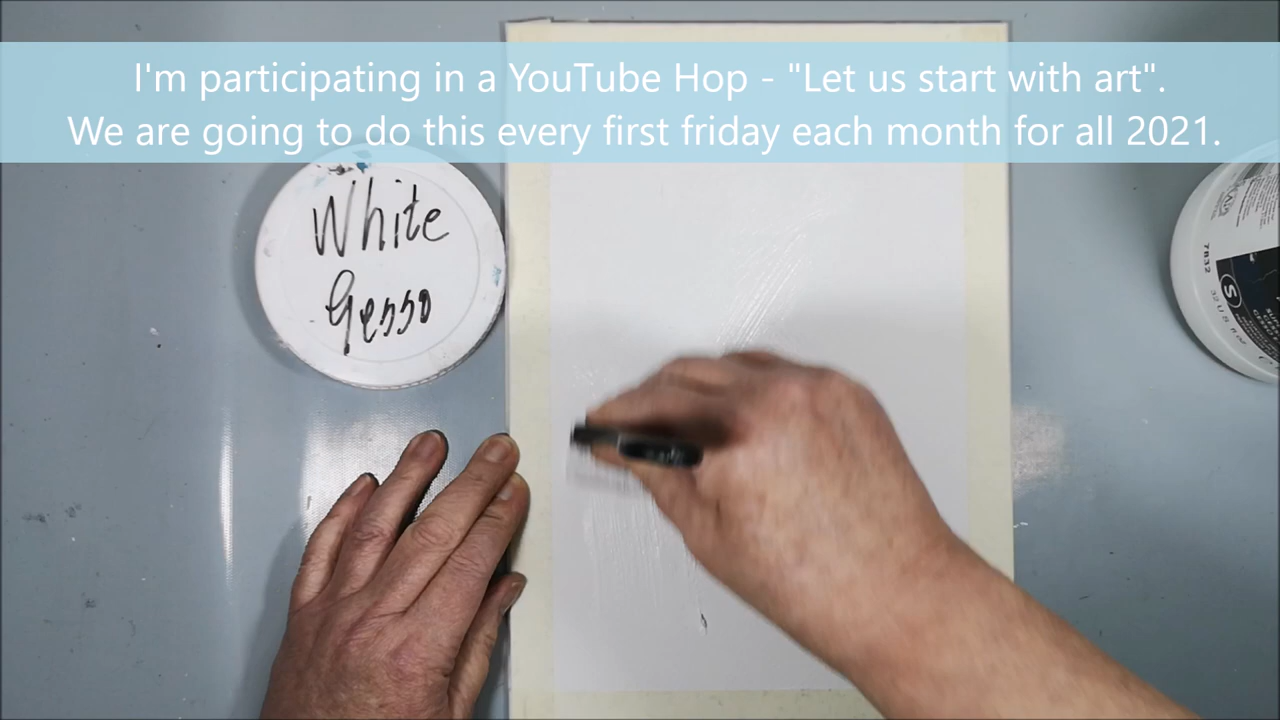 I'm participating in a YouTube Hop - "Let us start with art".
We are going to do this every first friday each month for all 2021.
White
Gesso
7832
S